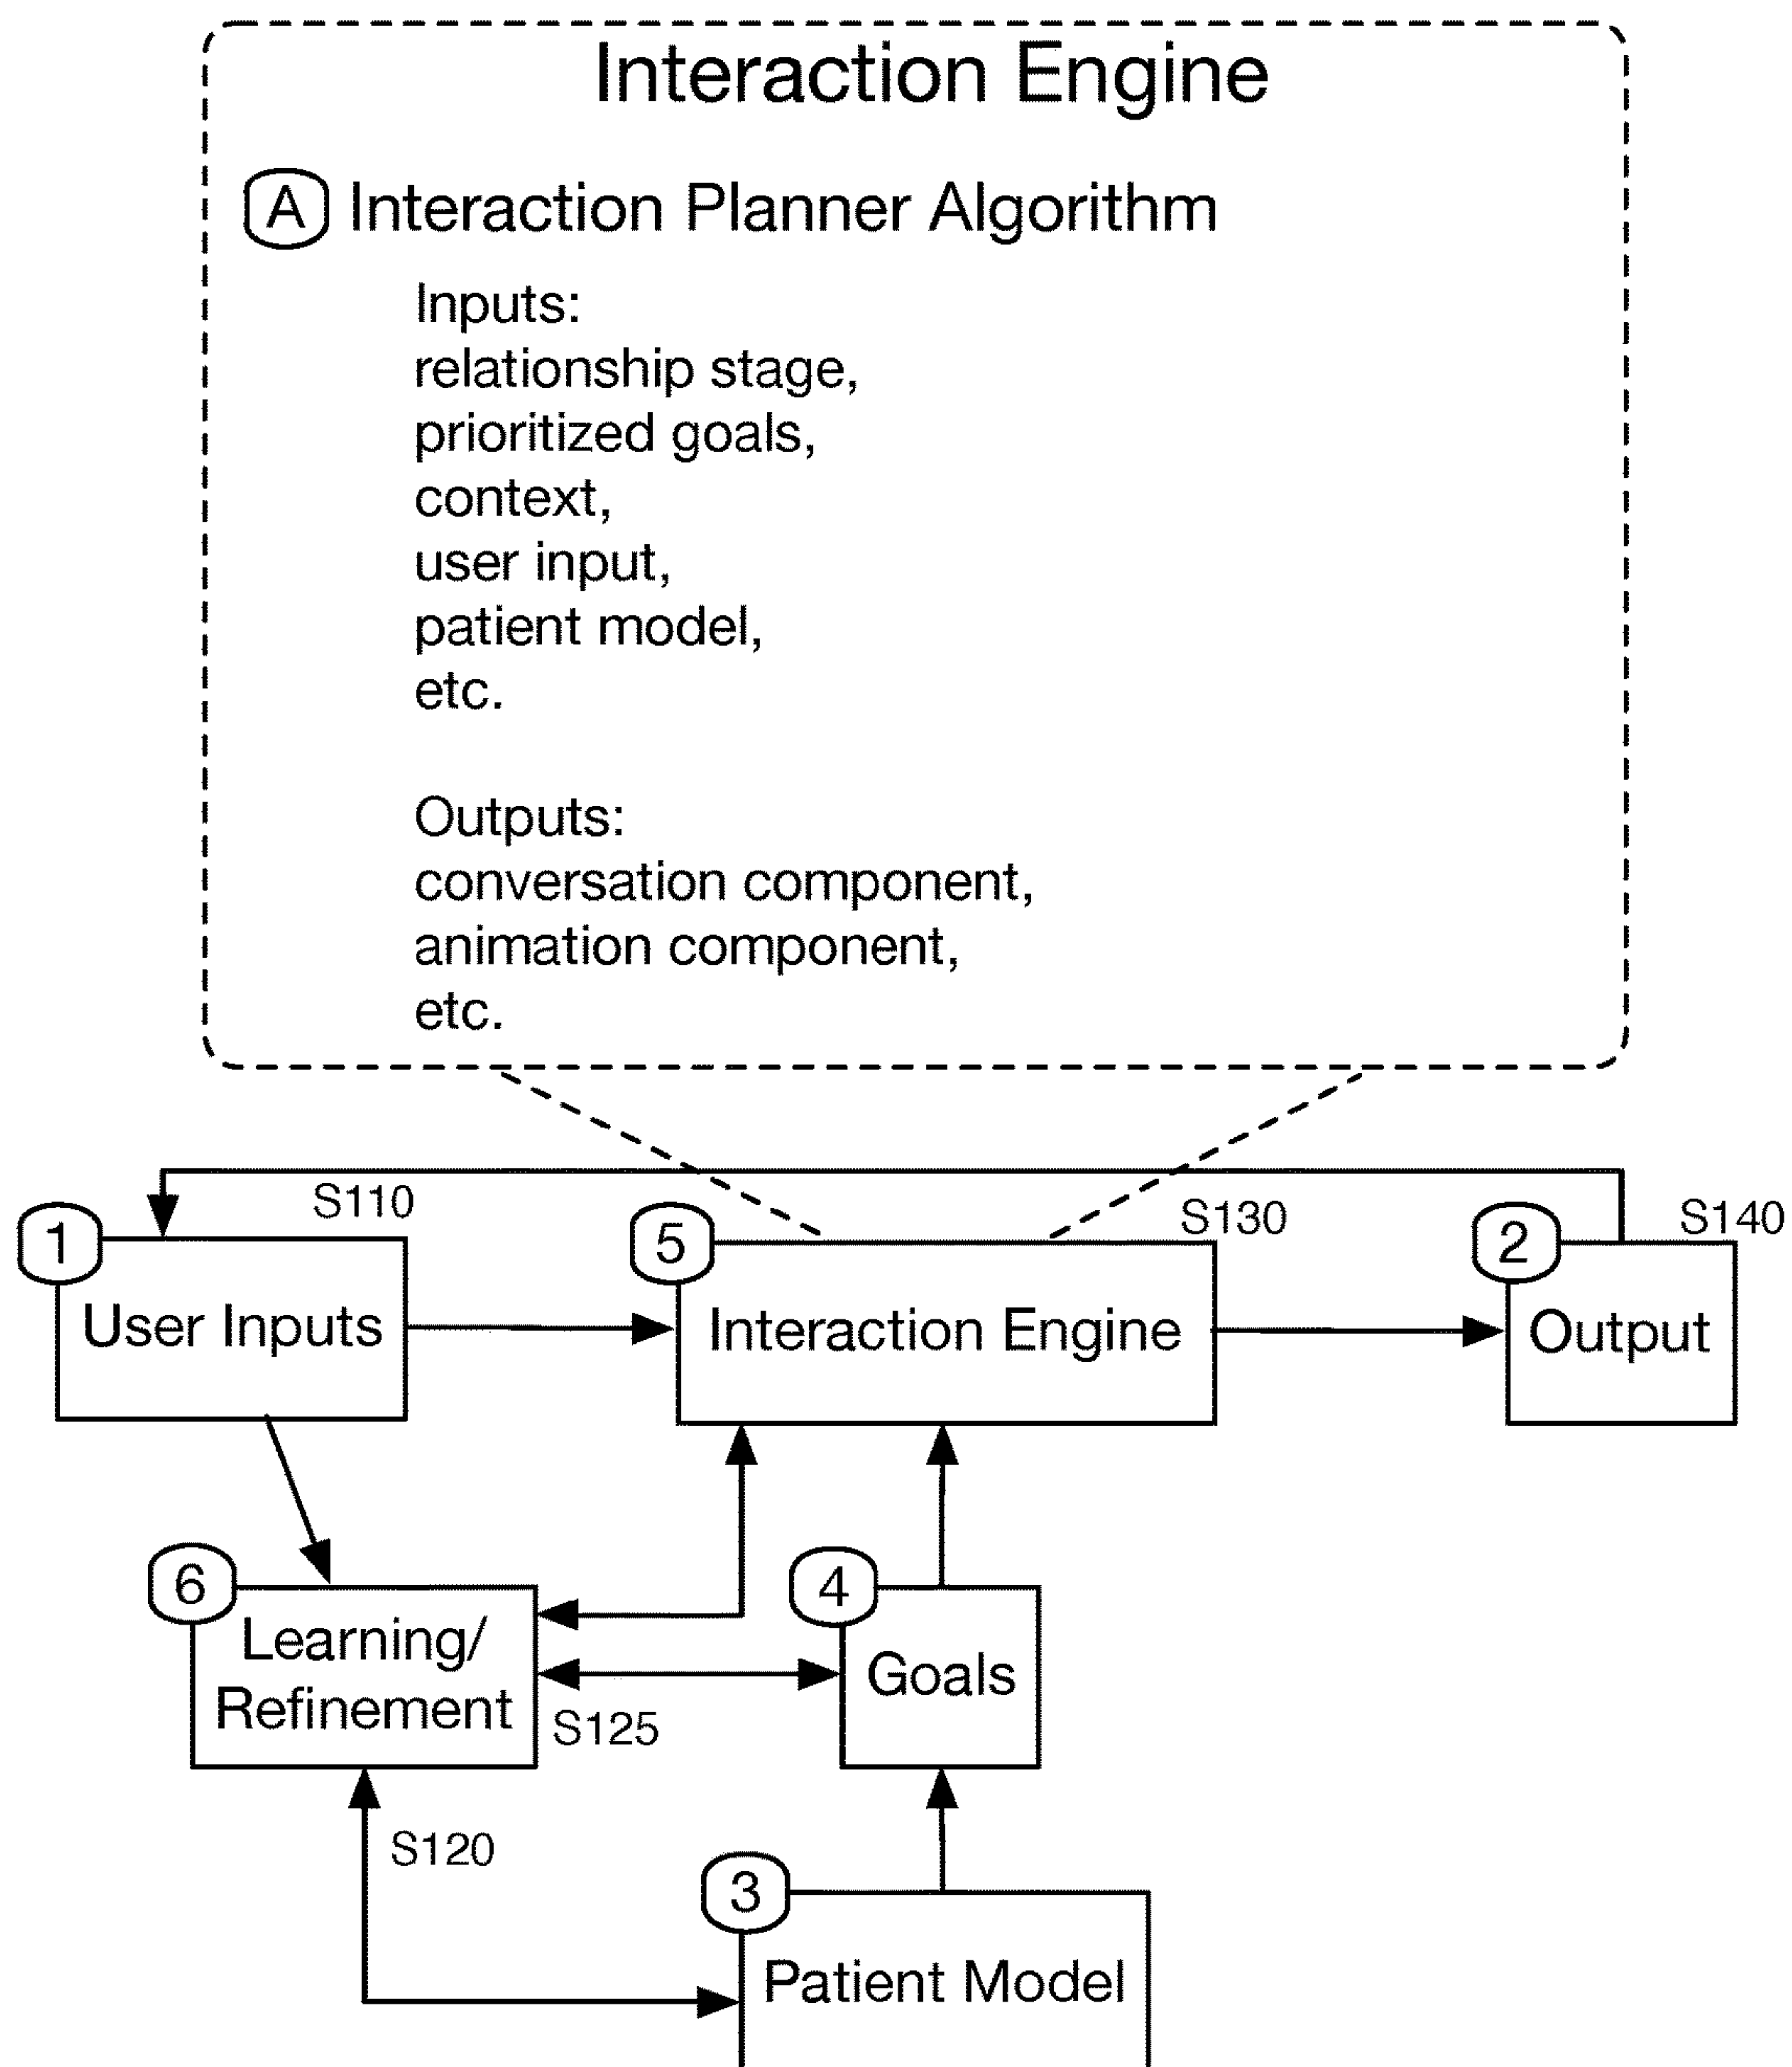 Interaction Engine
A Interaction Planner Algorithm
Inputs:
relationship stage,
prioritized goals,
context,
user input,
patient model,
etc.
Outputs:
conversation component,
animation component,
etc.
S110
S130
S140
1
5
2
User Inputs
Interaction Engine
Output
6
4
Learning/
Refinement
Goals
S125
S120
3
Patient Model